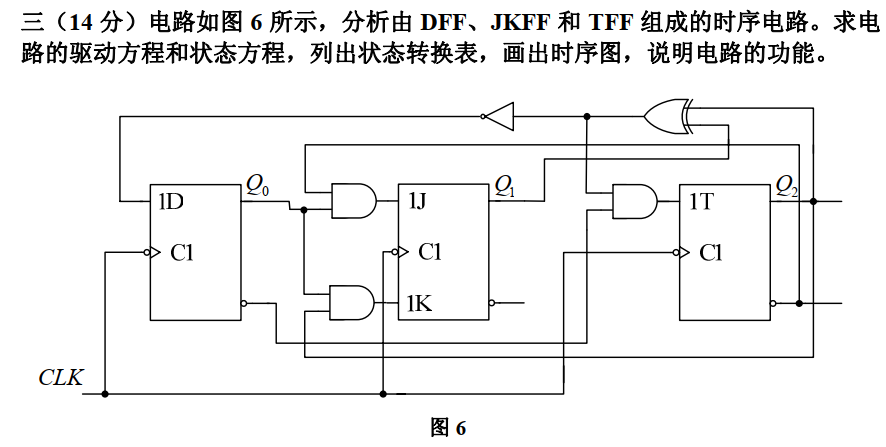 三（14 分）电路如图 6 所示，分析由 DFF、JKFF 和 TFF 组成的时序电路。求电
路的驱动方程和状态方程，列出状态转换表，画出时序图，说明电路的功能。
1D Q0 1J Q1 1T Q2
C1 C1 C1
1K
CLK
图 6